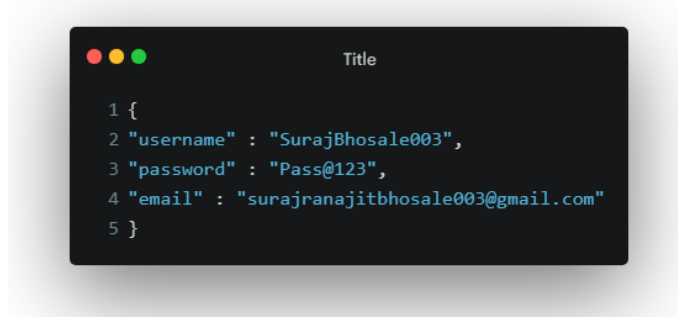 Title
1 {
2 "username" : "SurajBhosale003",
3 "password" : "Pass@123",
4 "email" : "surajranajitbhosale003@gmail.com"
5 }